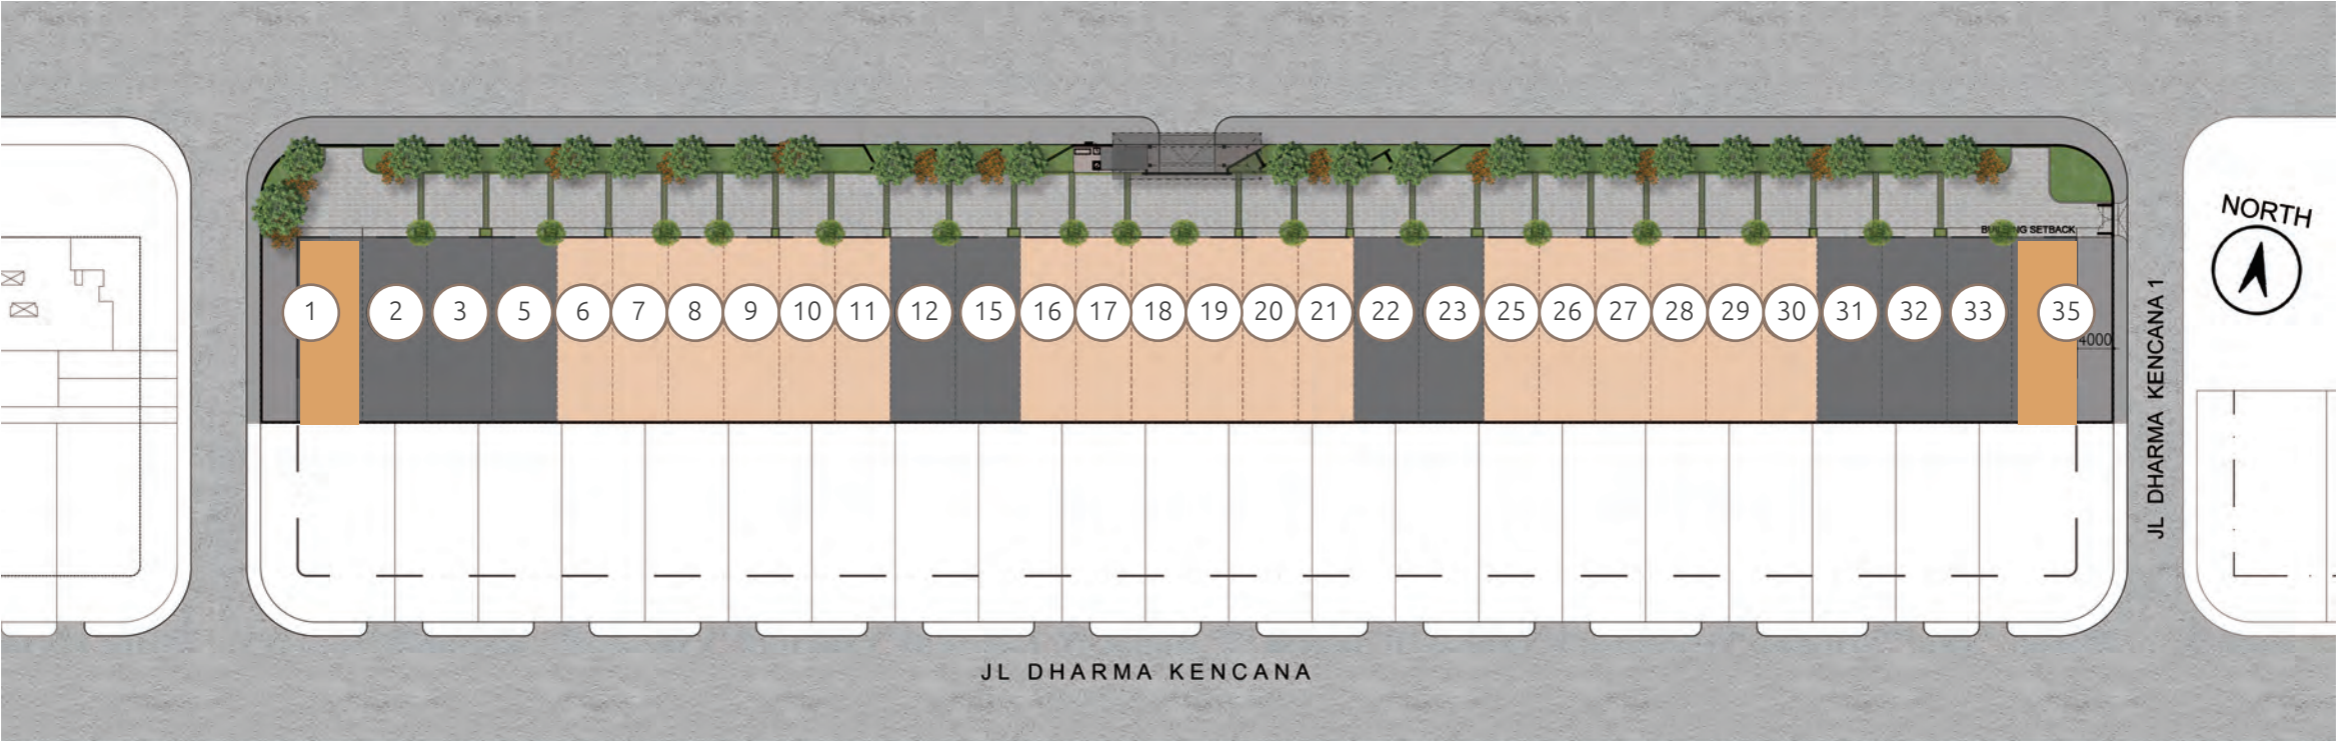 NORTH
BUILDING SETBACK
1 2 3 5 6 7 8 9 10 11 12 15 16 17 18 19 20 21 22 23 25 26 27 28 29 30 31 32 33 35
4000
JL DHARMA KENCANA 1
JL DHARMA KENCANA